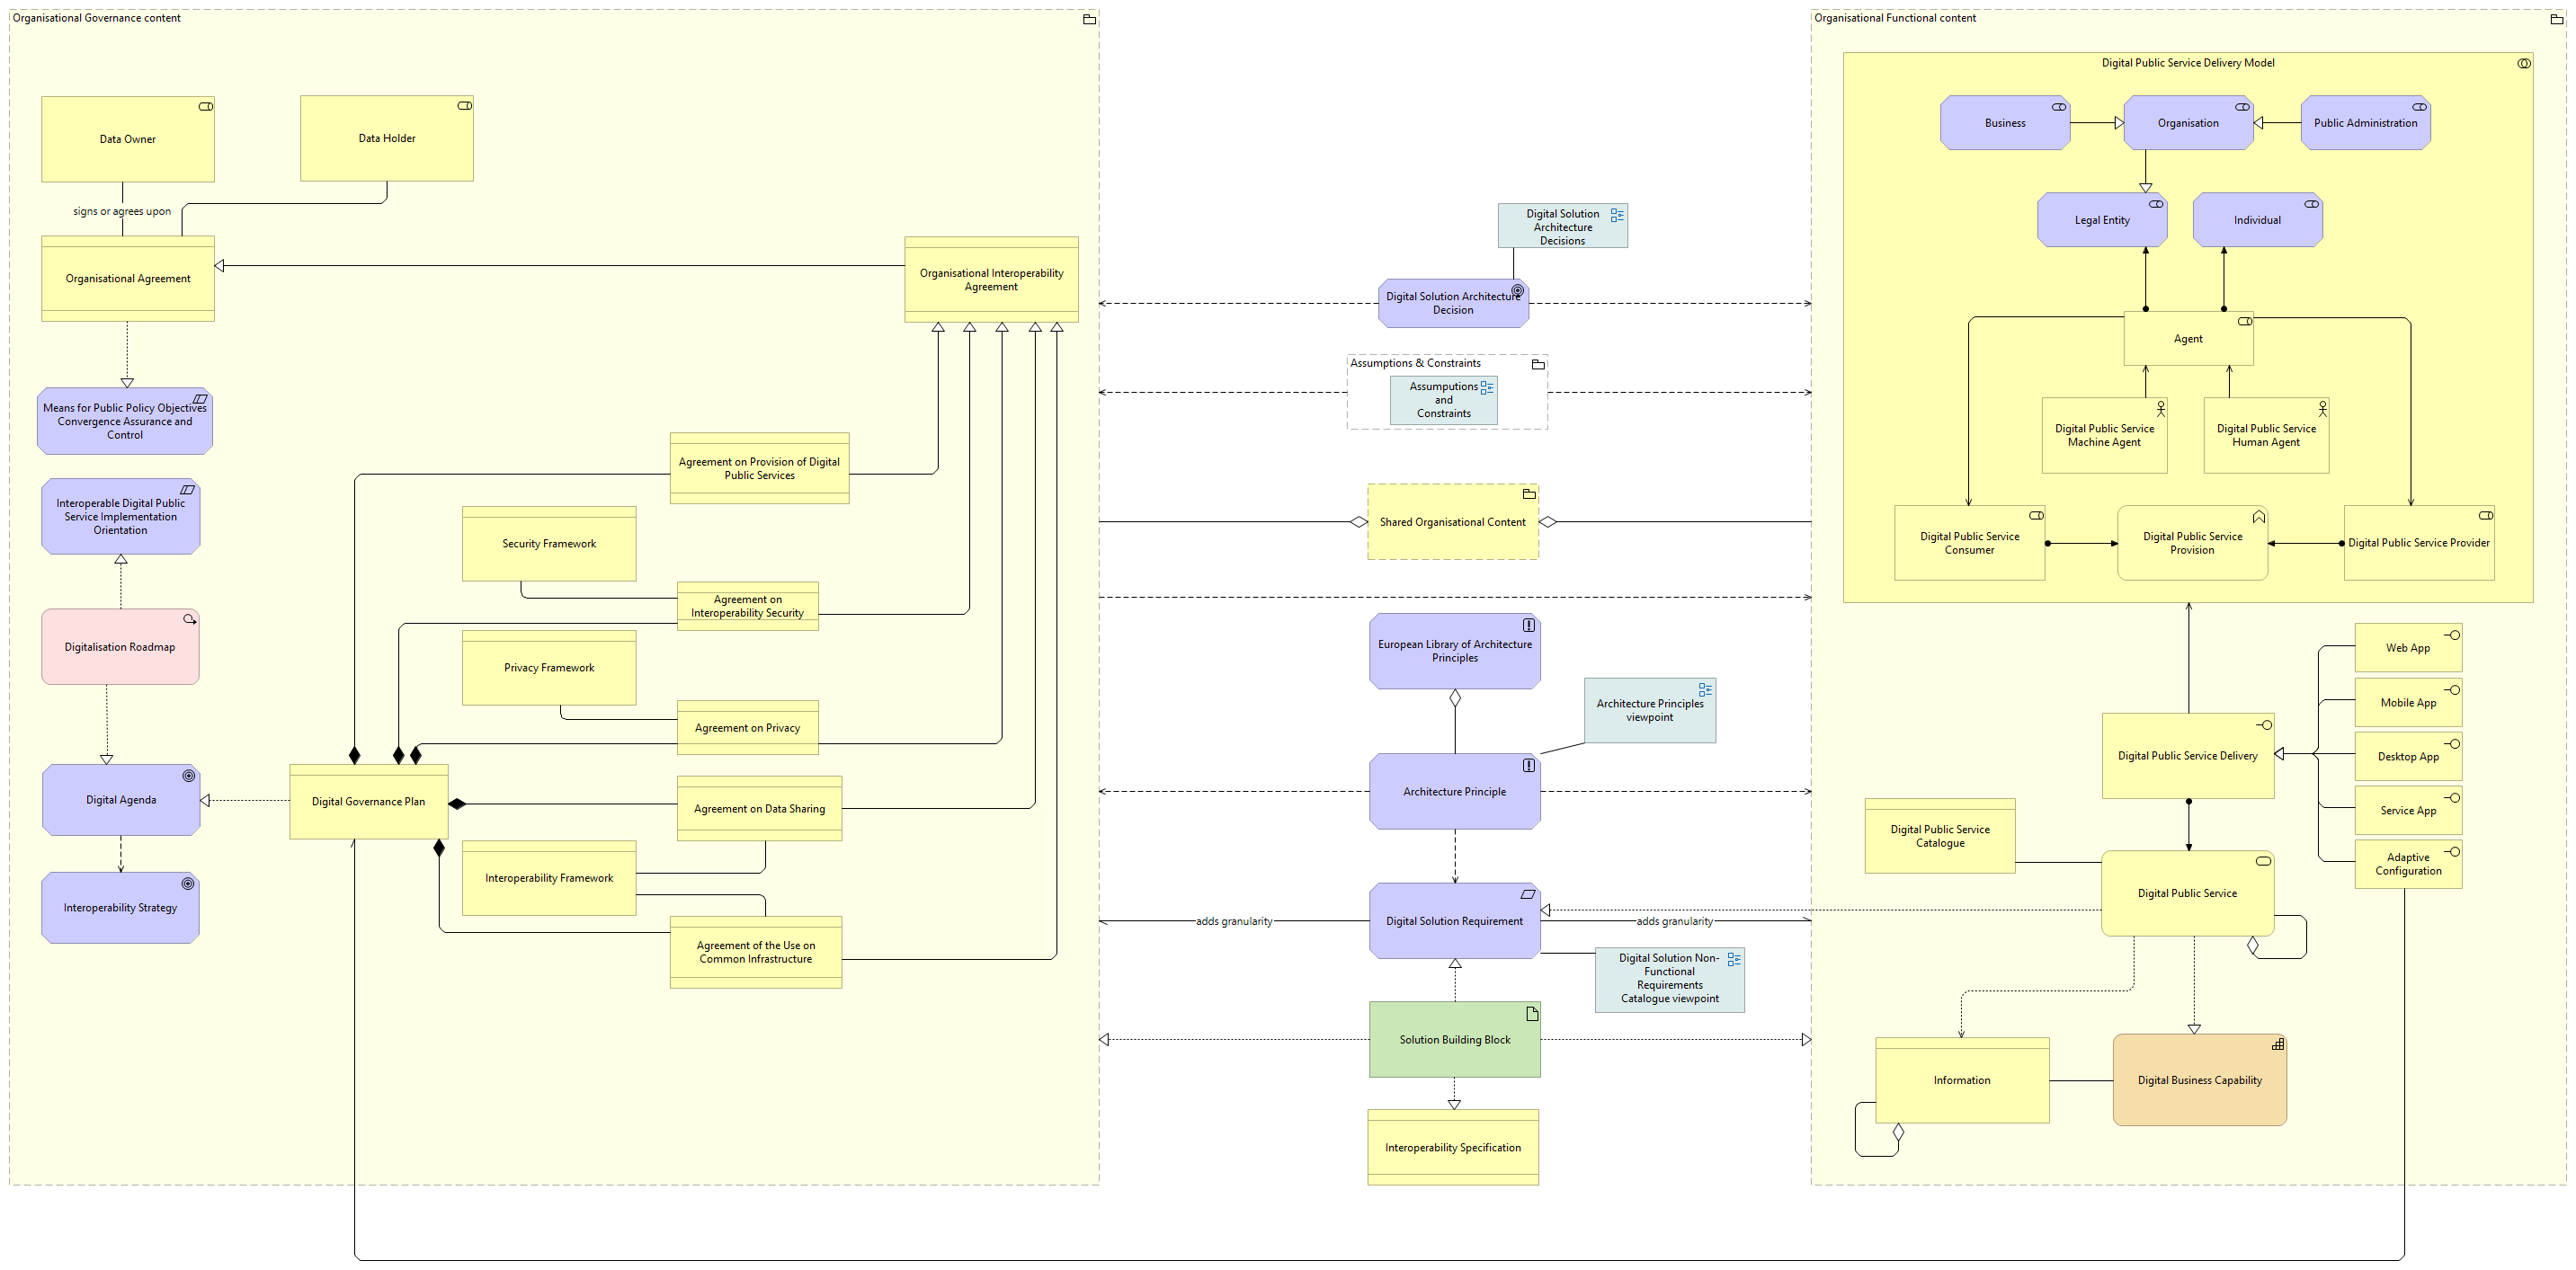 Organisational Governance content
Data Owner
Data Holder
signs or agrees upon
Organisational Agreement
Organisational Interoperability
Agreement
Means for Public Policy Objectives
Convergence Assurance and
Control
Interoperable Digital Public
Service Implementation
Orientation
Digitalisation Roadmap
Digital Agenda
Interoperability Strategy
Digital Governance Plan
Agreement on Provision of Digital
Public Services
Security Framework
Agreement on
Interoperability Security
Privacy Framework
Agreement on Privacy
Agreement on Data Sharing
Interoperability Framework
Agreement of the Use on
Common Infrastructure
Digital Solution
Architecture
Decisions
Digital Solution Architecture
Decision
Assumptions & Constraints
Assumputions
and
Constraints
Shared Organisational Content
European Library of Architecture
Principles
Architecture Principles
viewpoint
Architecture Principle
adds granularity
Digital Solution Requirement
adds granularity
Digital Solution Non-
Functional
Requirements
Catalogue viewpoint
Solution Building Block
Interoperability Specification
Organisational Functional content
Digital Public Service Delivery Model
Business
Organisation
Public Administration
Legal Entity
Individual
Agent
Digital Public Service
Machine Agent
Digital Public Service
Human Agent
Digital Public Service
Consumer
Digital Public Service
Provision
Digital Public Service Provider
Web App
Mobile App
Digital Public Service Delivery
Desktop App
Service App
Adaptive
Configuration
Digital Public Service
Catalogue
Digital Public Service
Information
Digital Business Capability